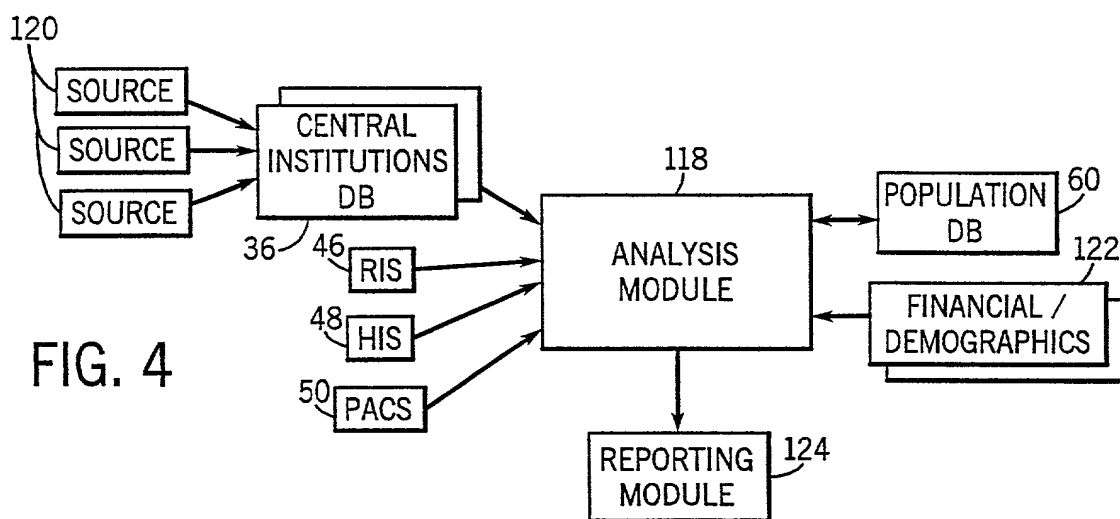 120
SOURCE
SOURCE
SOURCE
CENTRAL
INSTITUTIONS
DB
36
46
RIS
48
HIS
50
PACS
118
ANALYSIS
MODULE
POPULATION
DB
60
122
FINANCIAL /
DEMOGRAPHICS
REPORTING
MODULE
124
FIG. 4